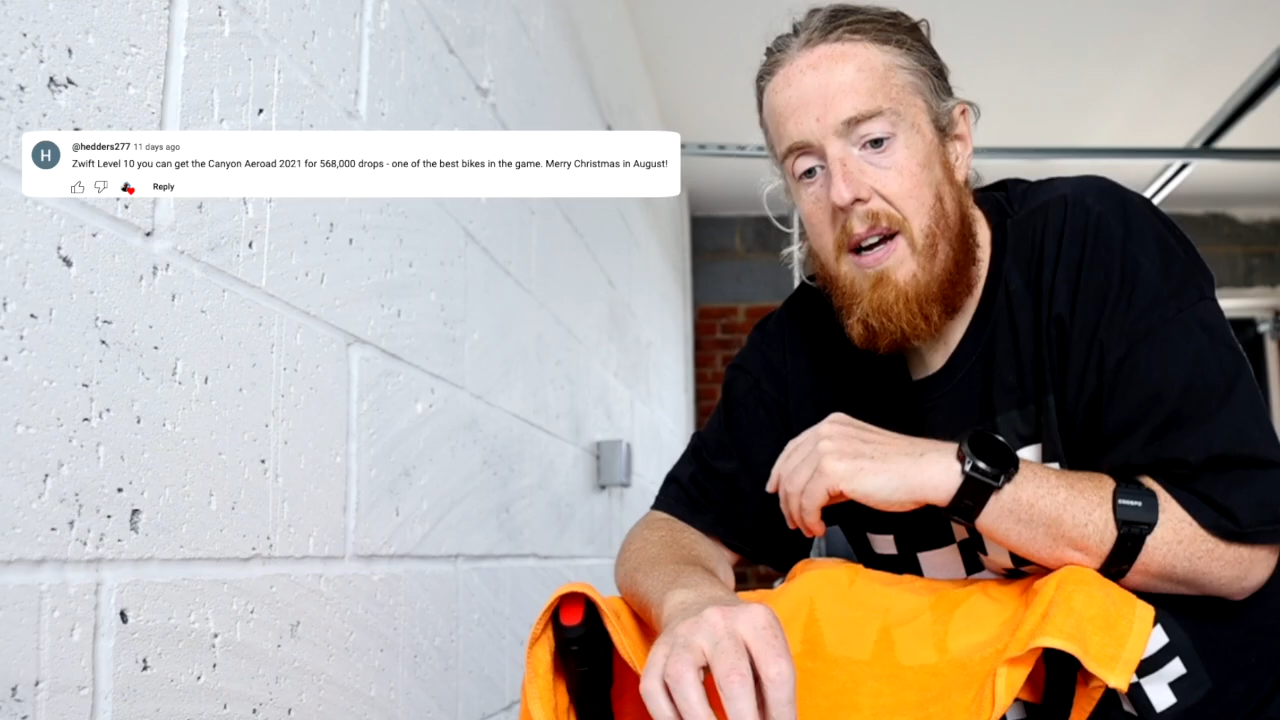 H
@hedders277 11 days ago
Zwift Level 10 you can get the Canyon Aeroad 2021 for 568,000 drops - one of the best bikes in the game. Merry Christmas in August!
Reply
COOSPO